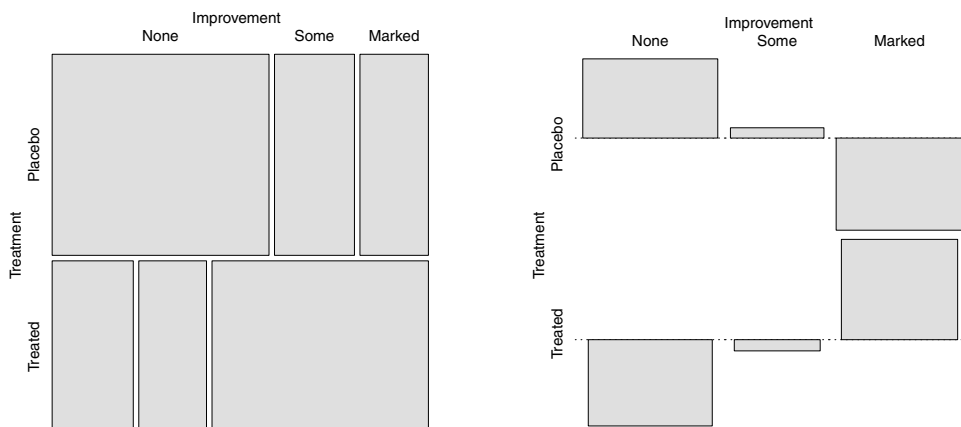 Improvement
None Some Marked
Treatment
Placebo
Treated
Improvement
None Some Marked
Treatment
Placebo
Treated